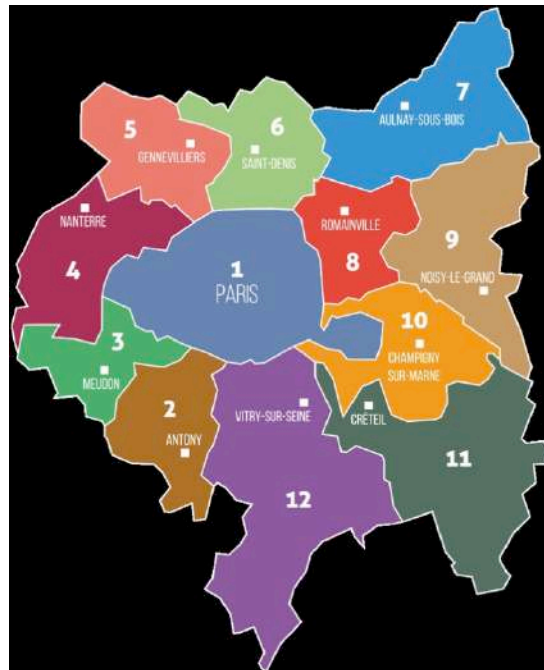 7
AULNAY-SOUS-BOIS
5
GENNEVILLIERS
6
SAINT-DENIS
NANTERRE
4
ROMAINVILLE
8
9
NOISY-LE-GRAND
1
PARIS
10
CHAMPIGNY
SUR-MARNE
3
MEUDON
2
ANTONY
VITRY-SUR-SEINE
CRÉTEIL
11
12